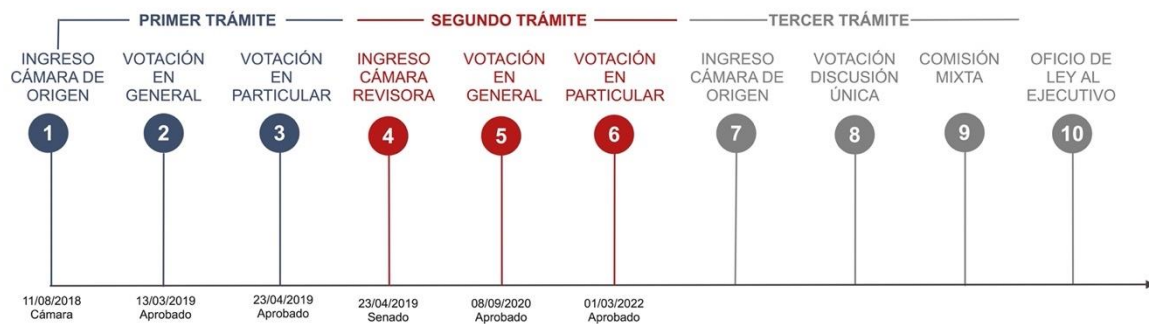 PRIMER TRÁMITE
SEGUNDO TRÁMITE
TERCER TRÁMITE
INGRESO
CÁMARA DE
ORIGEN
1
11/08/2018
Cámara
VOTACIÓN
EN
GENERAL
2
13/03/2019
Aprobado
VOTACIÓN
EN
PARTICULAR
3
23/04/2019
Aprobado
INGRESO
CÁMARA
REVISORA
4
23/04/2019
Senado
VOTACIÓN
EN
GENERAL
5
08/09/2020
Aprobado
VOTACIÓN
EN
PARTICULAR
6
01/03/2022
Aprobado
INGRESO
CÁMARA DE
ORIGEN
7
VOTACIÓN
DISCUSIÓN
ÚNICA
8
COMISIÓN
MIXTA
9
OFICIO DE
LEY AL
EJECUTIVO
10